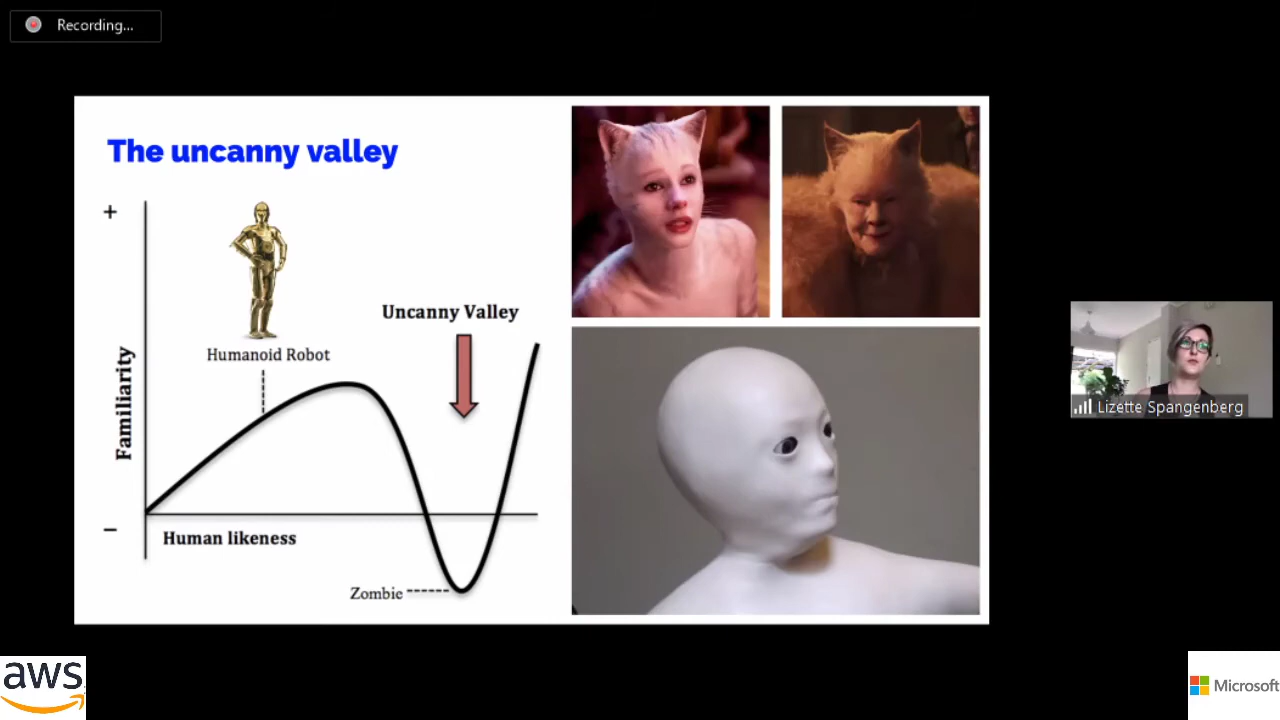 Recording...
The uncanny valley
+
Humanoid Robot
Uncanny Valley
Familiarity
−
Human likeness
Zombie
Lizette Spangenberg
aws
Microsoft